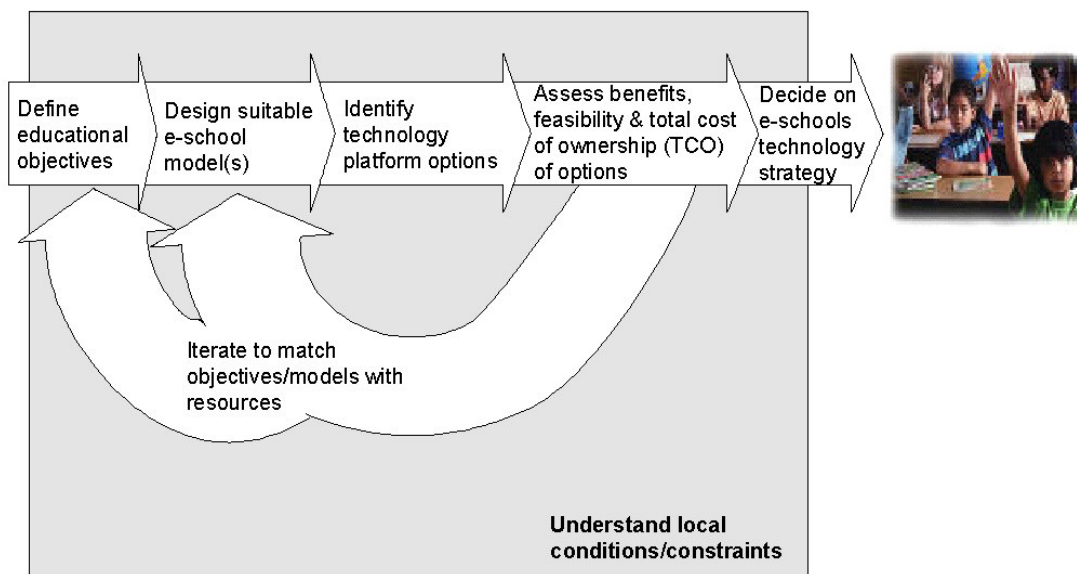 Define
educational
objectives
Design suitable
e-school
model(s)
Identify
technology
platform options
Assess benefits,
feasibility & total cost
of ownership (TCO)
of options
Decide on
e-schools
technology
strategy
Iterate to match
objectives/models with
resources
Understand local
conditions/constraints